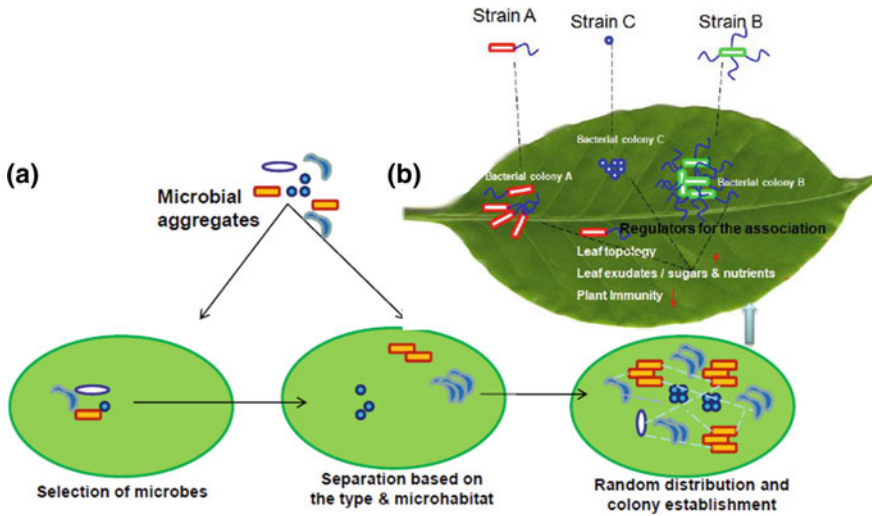 Strain A
Strain C
Strain B
(a)
(b)
Microbial
aggregates
Bacterial colony A
Bacterial colony C
Bacterial colony B
Regulators for the association
Leaf topology
Leaf exudates / sugars & nutrients
Plant Immunity
Selection of microbes
Separation based on
the type & microhabitat
Random distribution and
colony establishment